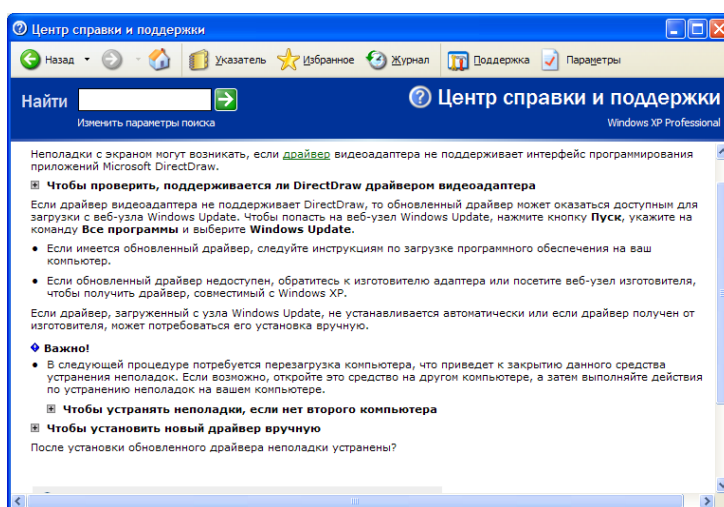 Центр справки и поддержки
Назад Указатель Избранное Журнал Поддержка Параметры
Найти
Изменить параметры поиска
Центр справки и поддержки
Windows XP Professional
Неполадки с экраном могут возникать, если драйвер видеоадаптера не поддерживает интерфейс программирования
приложений Microsoft DirectDraw.
Чтобы проверить, поддерживается ли DirectDraw драйвером видеоадаптера
Если драйвер видеоадаптера не поддерживает DirectDraw, то обновленный драйвер может оказаться доступным для
загрузки с веб-узла Windows Update. Чтобы попасть на веб-узел Windows Update, нажмите кнопку Пуск, укажите на
команду Все программы и выберите Windows Update.
• Если имеется обновленный драйвер, следуйте инструкциям по загрузке программного обеспечения на ваш
компьютер.
• Если обновленный драйвер недоступен, обратитесь к изготовителю адаптера или посетите веб-узел изготовителя,
чтобы получить драйвер, совместимый с Windows XP.
Если драйвер, загруженный с узла Windows Update, не устанавливается автоматически или если драйвер получен от
изготовителя, может потребоваться его установка вручную.
Важно!
• В следующей процедуре потребуется перезагрузка компьютера, что приведет к закрытию данного средства
устранения неполадок. Если возможно, откройте это средство на другом компьютере, а затем выполняйте действия
по устранению неполадок на вашем компьютере.
Чтобы устранять неполадки, если нет второго компьютера
Чтобы установить новый драйвер вручную
После установки обновленного драйвера неполадки устранены?